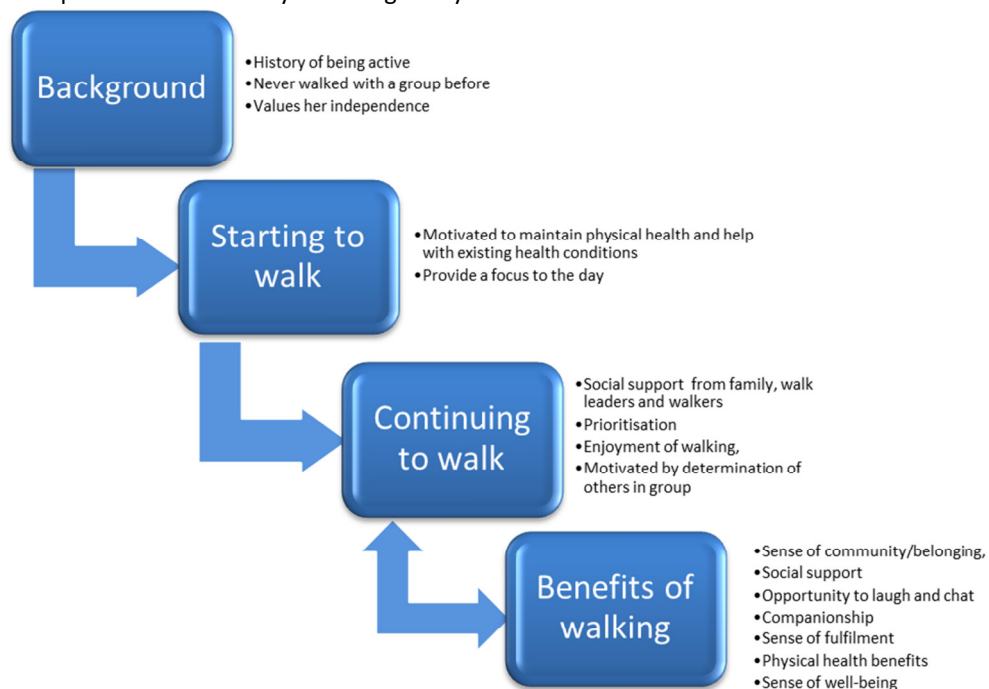 Background
•History of being active
•Never walked with a group before
•Values her independence
Starting to
walk
•Motivated to maintain physical health and help
with existing health conditions
•Provide a focus to the day
Continuing
to walk
•Social support from family, walk
leaders and walkers
•Prioritisation
•Enjoyment of walking,
•Motivated by determination of
others in group
Benefits of
walking
•Sense of community/belonging,
•Social support
•Opportunity to laugh and chat
•Companionship
•Sense of fulfilment
•Physical health benefits
•Sense of well-being